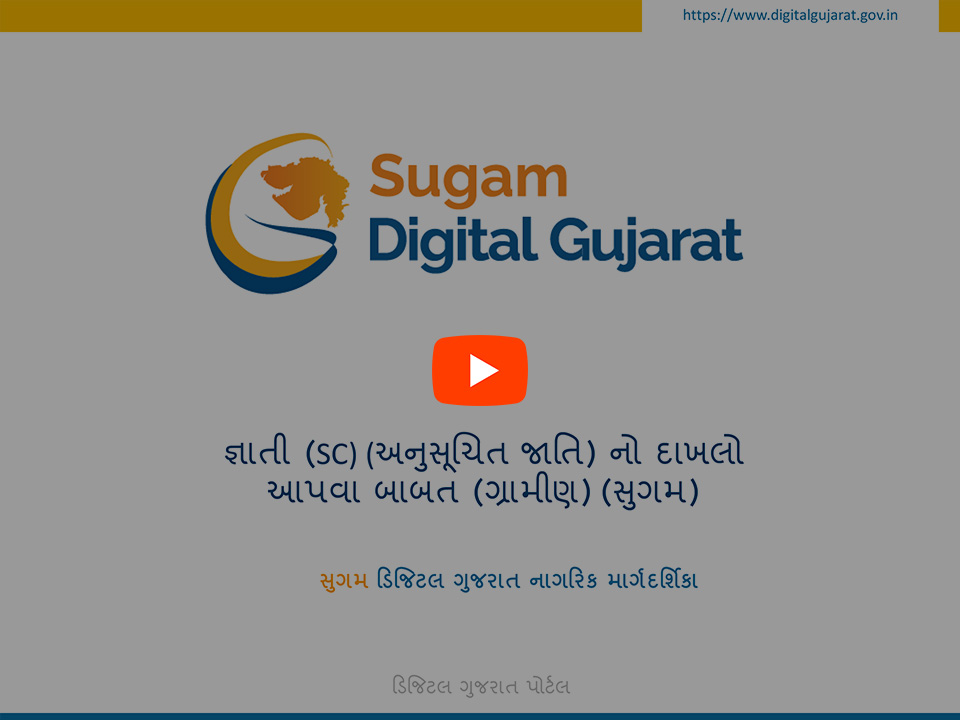 https://www.digitalgujarat.gov.in
Sugam
Digital Gujarat
જ્ઞાતી (SC) (અનુસૂચિત જાતિ) નો દાખલો
આપવા બાબત (ગ્રામીણ) (સુગમ)
સુગમ ડિજિટલ ગુજરાત નાગરિક માર્ગદર્શિકા
ડિજિટલ ગુજરાત પોર્ટલ